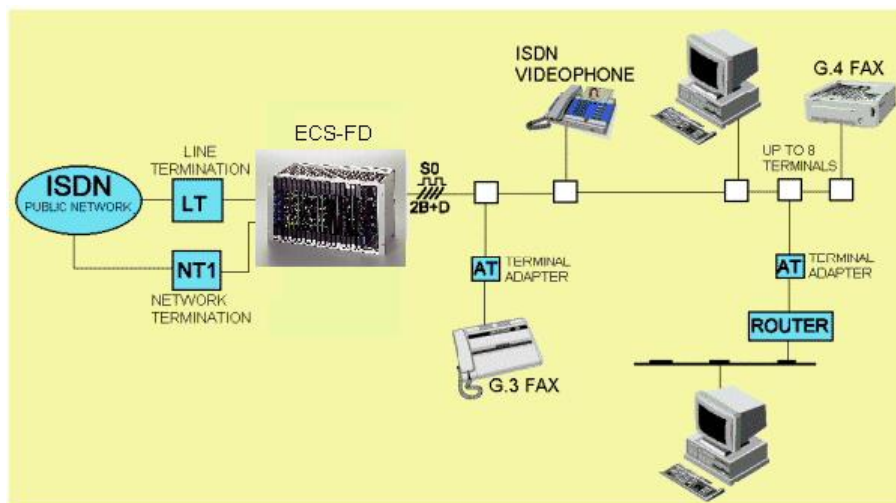 ISDN
PUBLIC NETWORK
LINE
TERMINATION
LT
NT1
NETWORK
TERMINATION
ECS-FD
S0
2B+D
ISDN
VIDEOPHONE
G.4 FAX
UP TO 8
TERMINALS
AT
TERMINAL
ADAPTER
G.3 FAX
AT
TERMINAL
ADAPTER
ROUTER